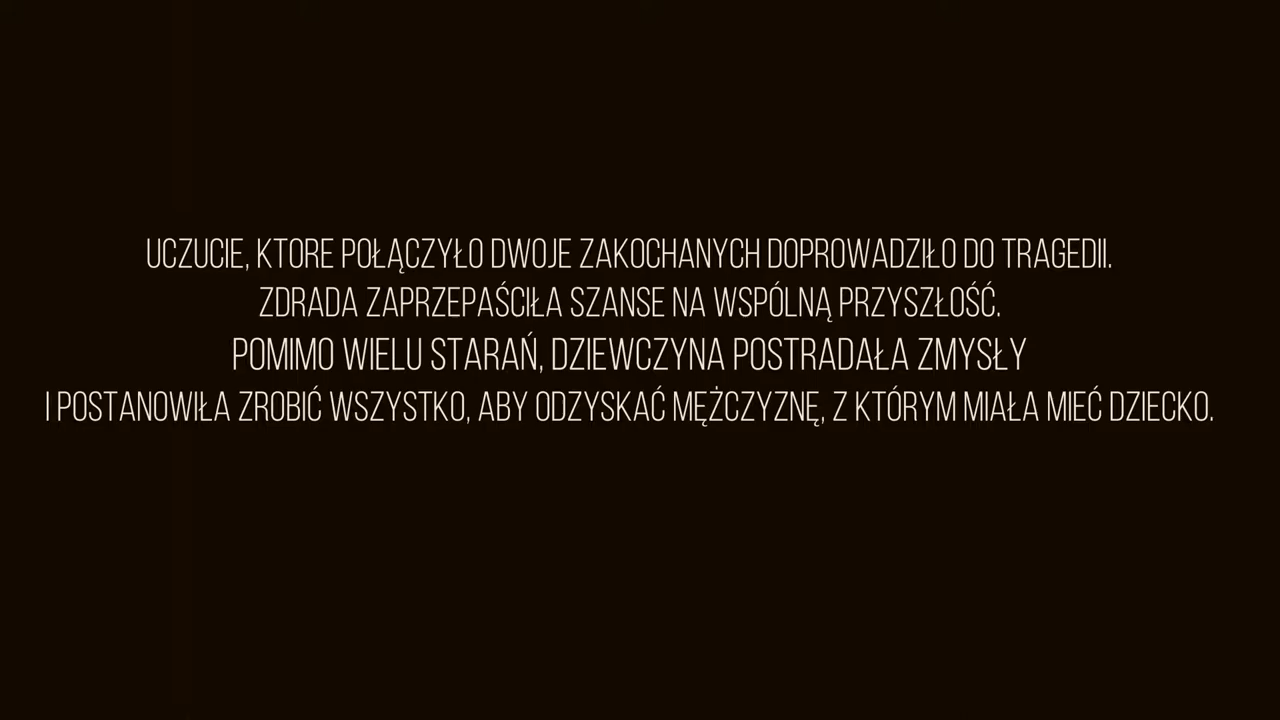 UCZUCIE, KTORE POŁĄCZYŁO DWOJE ZAKOCHANYCH DOPROWADZIŁO DO TRAGEDII.
ZDRADA ZAPRZEPAŚCIŁA SZANSE NA WSPÓLNĄ PRZYSZŁOŚĆ.
POMIMO WIELU STARAŃ, DZIEWCZYNA POSTRADAŁA ZMYSŁY
I POSTANOWIŁA ZROBIĆ WSZYSTKO, ABY ODZYSKAĆ MĘŻCZYZNĘ, Z KTÓRYM MIAŁA MIEĆ DZIECKO.